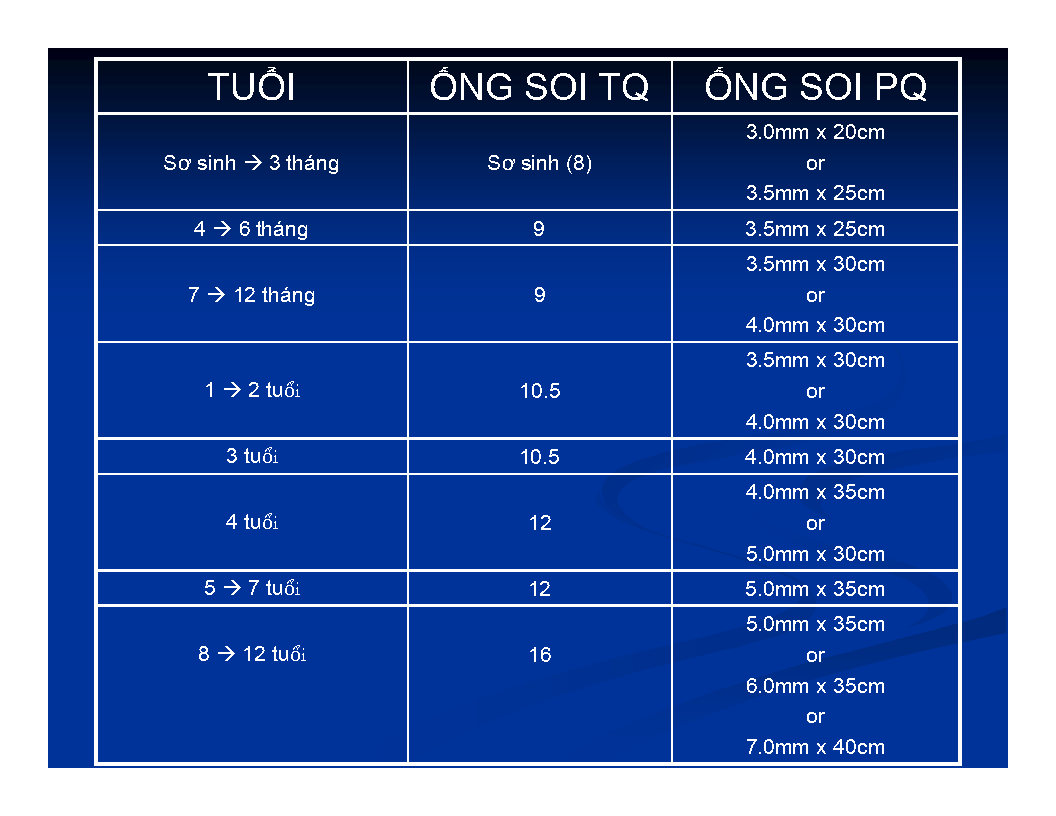 TUỔI ỐNG SOI TQ ỐNG SOI PQ
3.0mm x 20cm
Sơ sinh → 3 tháng Sơ sinh (8) or
3.5mm x 25cm
4 → 6 tháng 9 3.5mm x 25cm
3.5mm x 30cm
7 → 12 tháng 9 or
4.0mm x 30cm
3.5mm x 30cm
1 → 2 tuổi 10.5 or
4.0mm x 30cm
3 tuổi 10.5 4.0mm x 30cm
4.0mm x 35cm
4 tuổi 12 or
5.0mm x 30cm
5 → 7 tuổi 12 5.0mm x 35cm
5.0mm x 35cm
8 → 12 tuổi 16 or
6.0mm x 35cm
or
7.0mm x 40cm